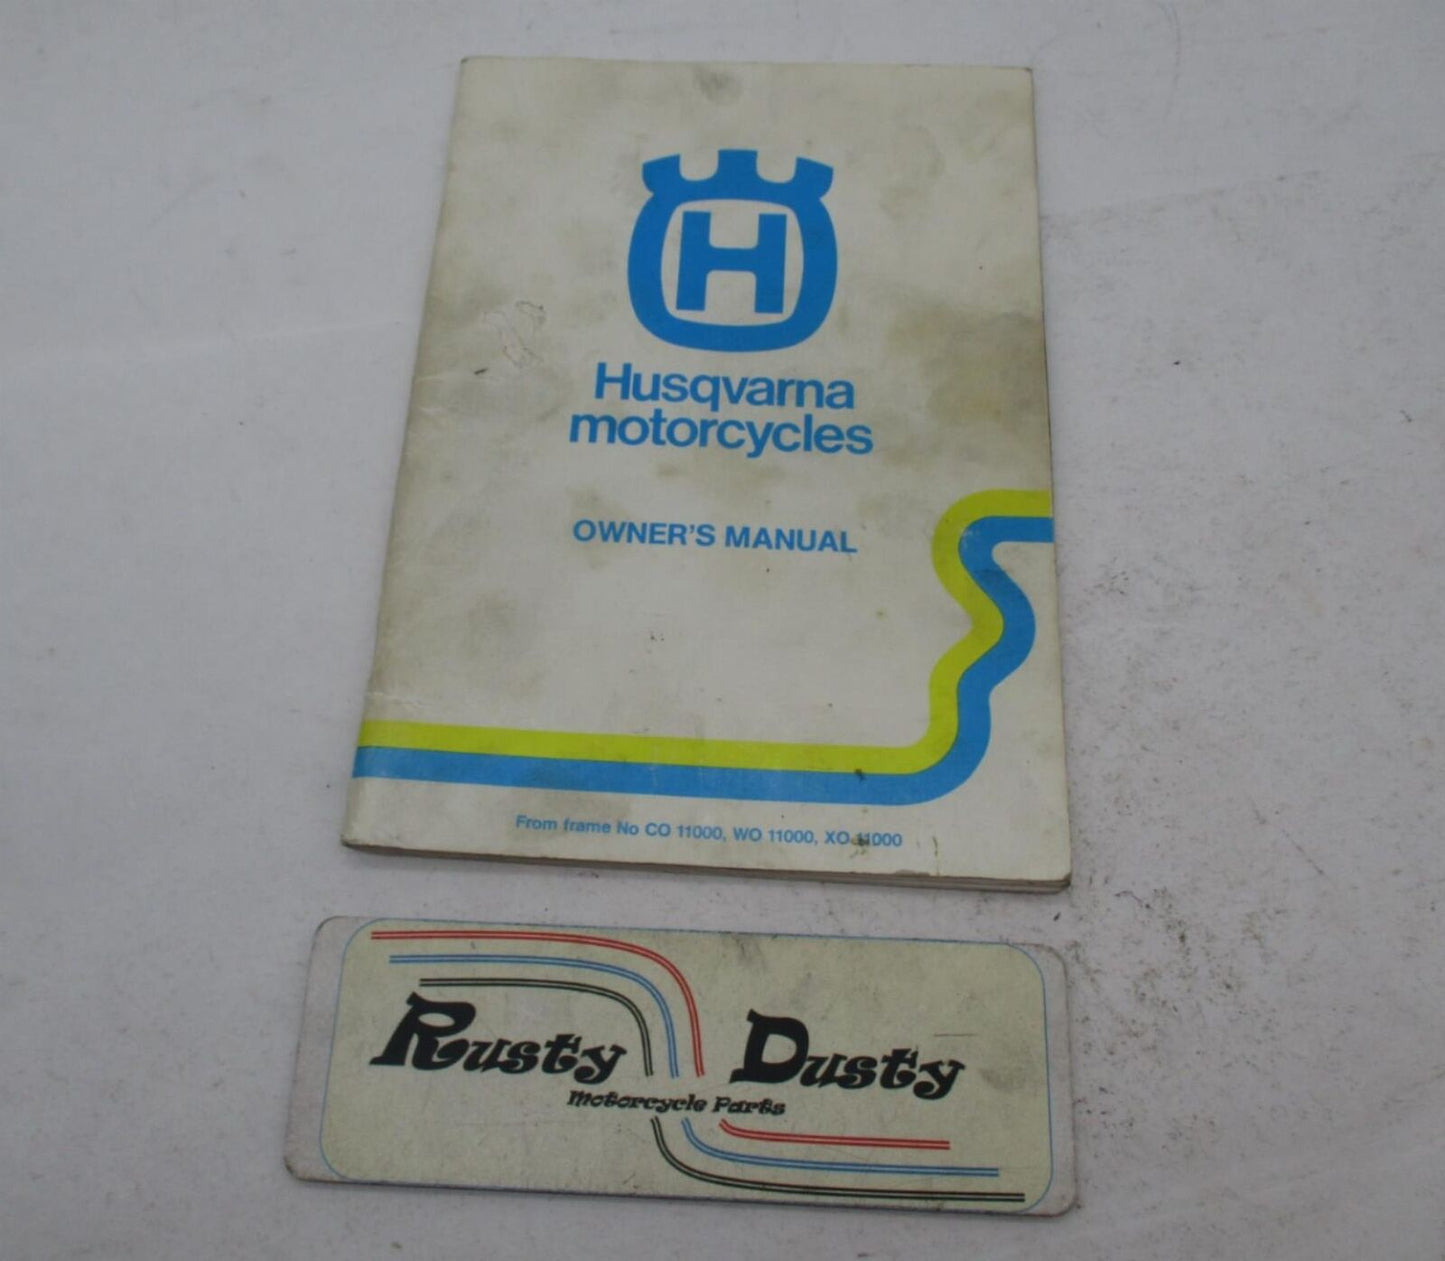 H
Husqvarna
motorcycles
OWNER'S MANUAL
From frame No CO 11000, WO 11000, XO 11000
Rusty Dusty
Motorcycle Parts